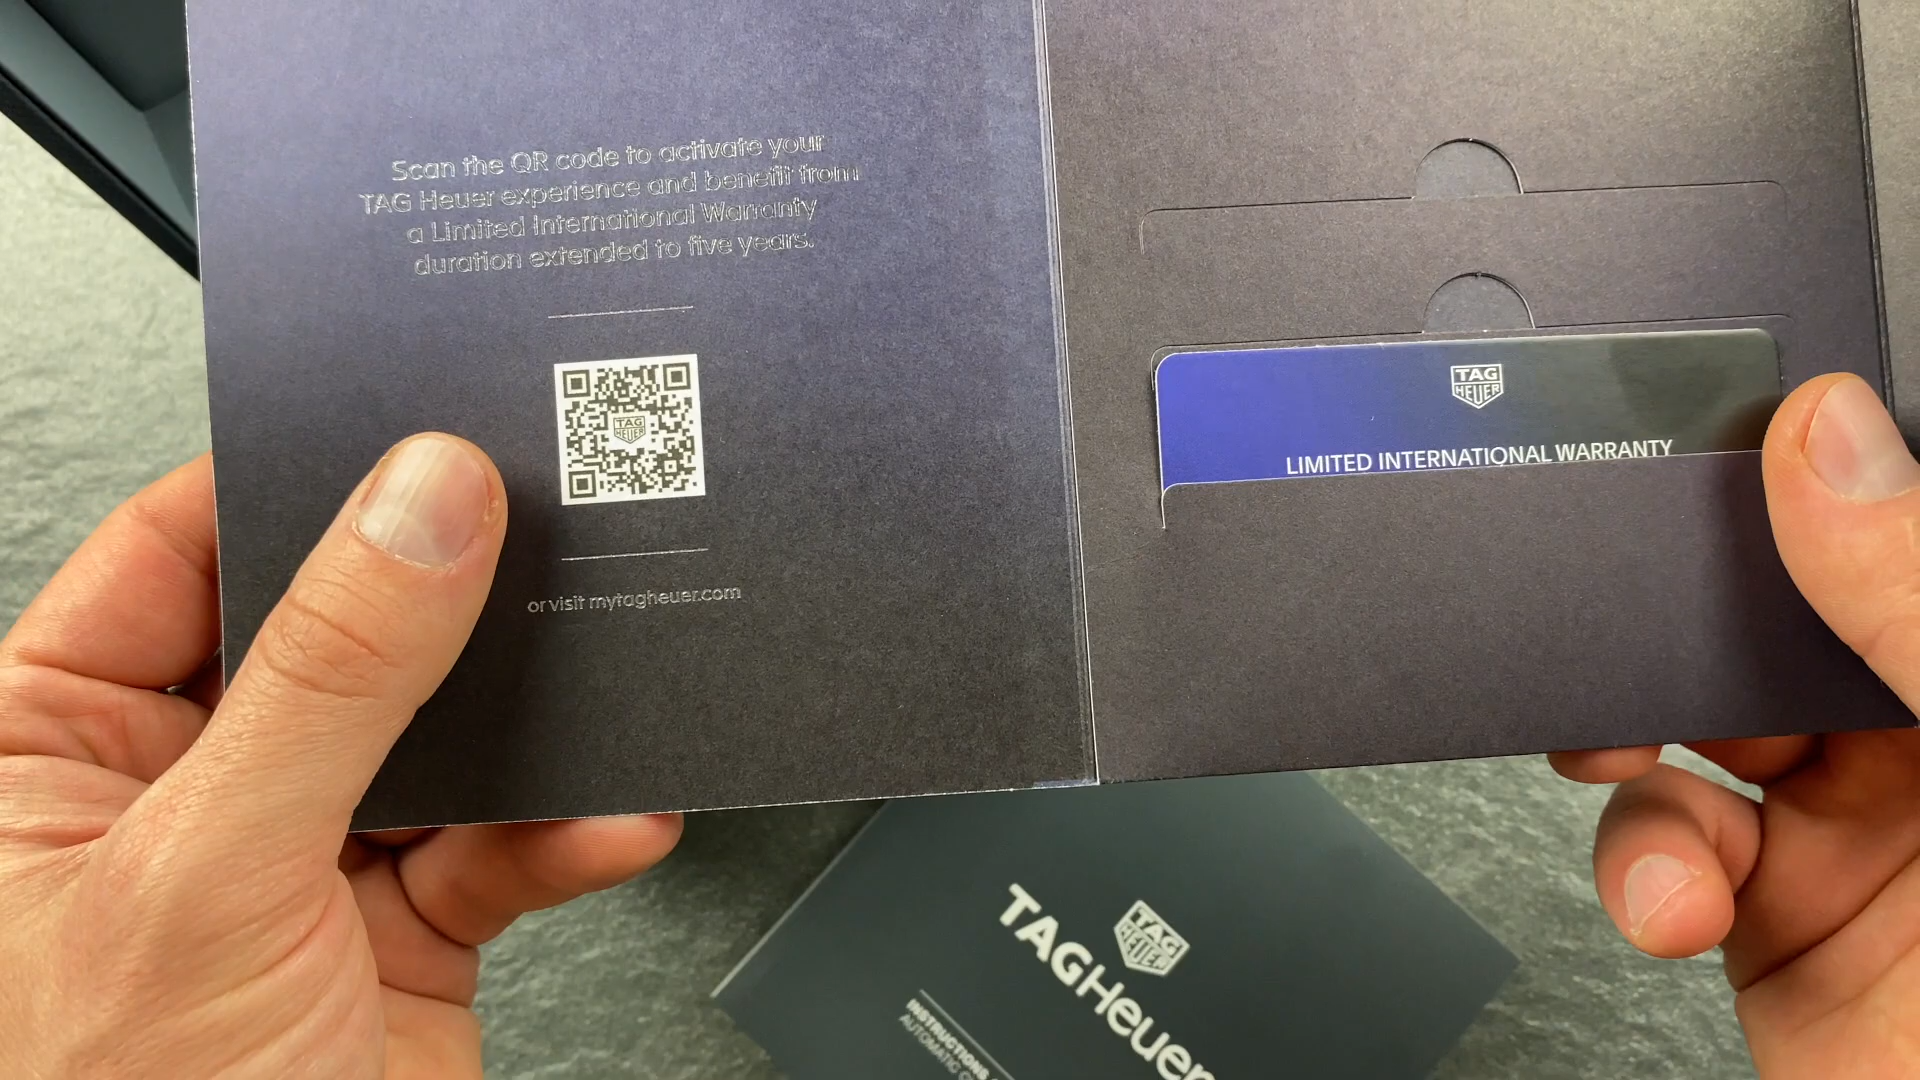 Scan the QR code to activate your
TAG Heuer experience and benefit from
a Limited International Warranty
duration extended to five years.
TAG
HEUER
or visit mytagheuer.com
TAG
HEUER
LIMITED INTERNATIONAL WARRANTY
TAG
HEUER
TAGHeuer
INSTRUCTIONS
AUTOMATIC